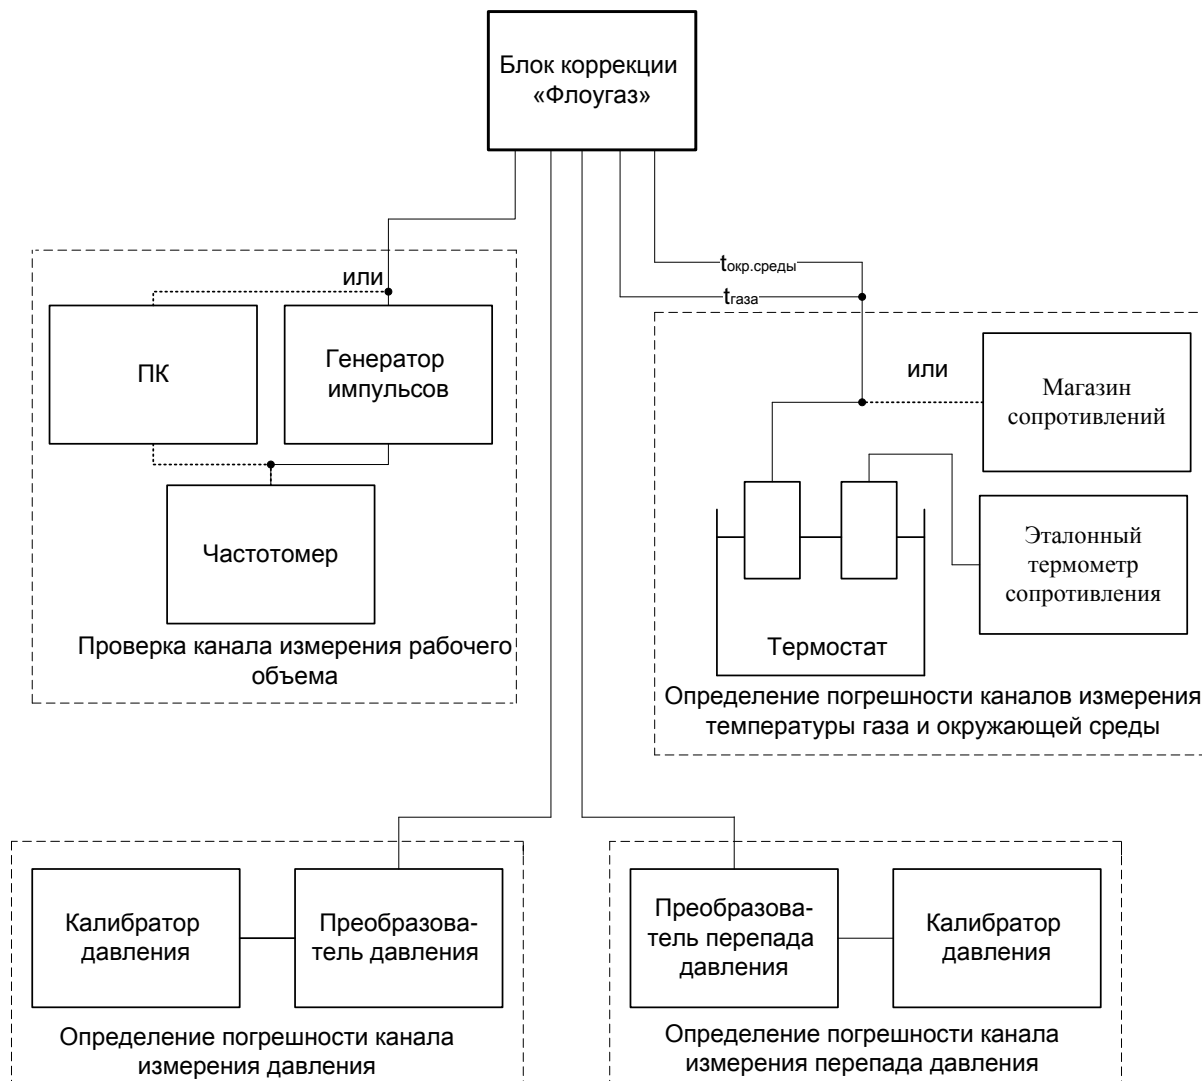 Блок коррекции
«Флоугаз»
tокр.среды
tгаза
или
ПК
Генератор
импульсов
Частотомер
Проверка канала измерения рабочего
объема
или
Магазин
сопротивлений
Эталонный
термометр
сопротивления
Термостат
Определение погрешности каналов измерения
температуры газа и окружающей среды
Калибратор
давления
Преобразова-
тель давления
Определение погрешности канала
измерения давления
Преобразова-
тель перепада
давления
Калибратор
давления
Определение погрешности канала
измерения перепада давления